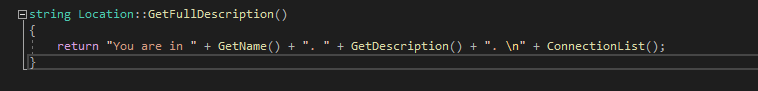 string Location::GetFullDescription()
{
return "You are in " + GetName() + ". " + GetDescription() + ". \n" + ConnectionList();
}